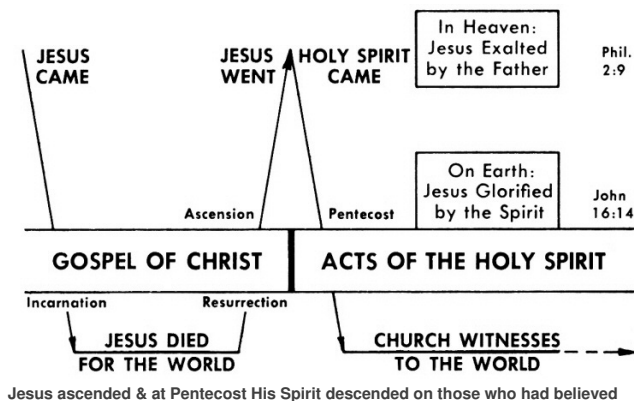 JESUS
CAME
JESUS
WENT
HOLY SPIRIT
CAME
In Heaven:
Jesus Exalted
by the Father
Phil.
2:9
On Earth:
Jesus Glorified
by the Spirit
John
16:14
Ascension
Pentecost
GOSPEL OF CHRIST
ACTS OF THE HOLY SPIRIT
Incarnation
Resurrection
JESUS DIED
FOR THE WORLD
CHURCH WITNESSES
TO THE WORLD
Jesus ascended & at Pentecost His Spirit descended on those who had believed